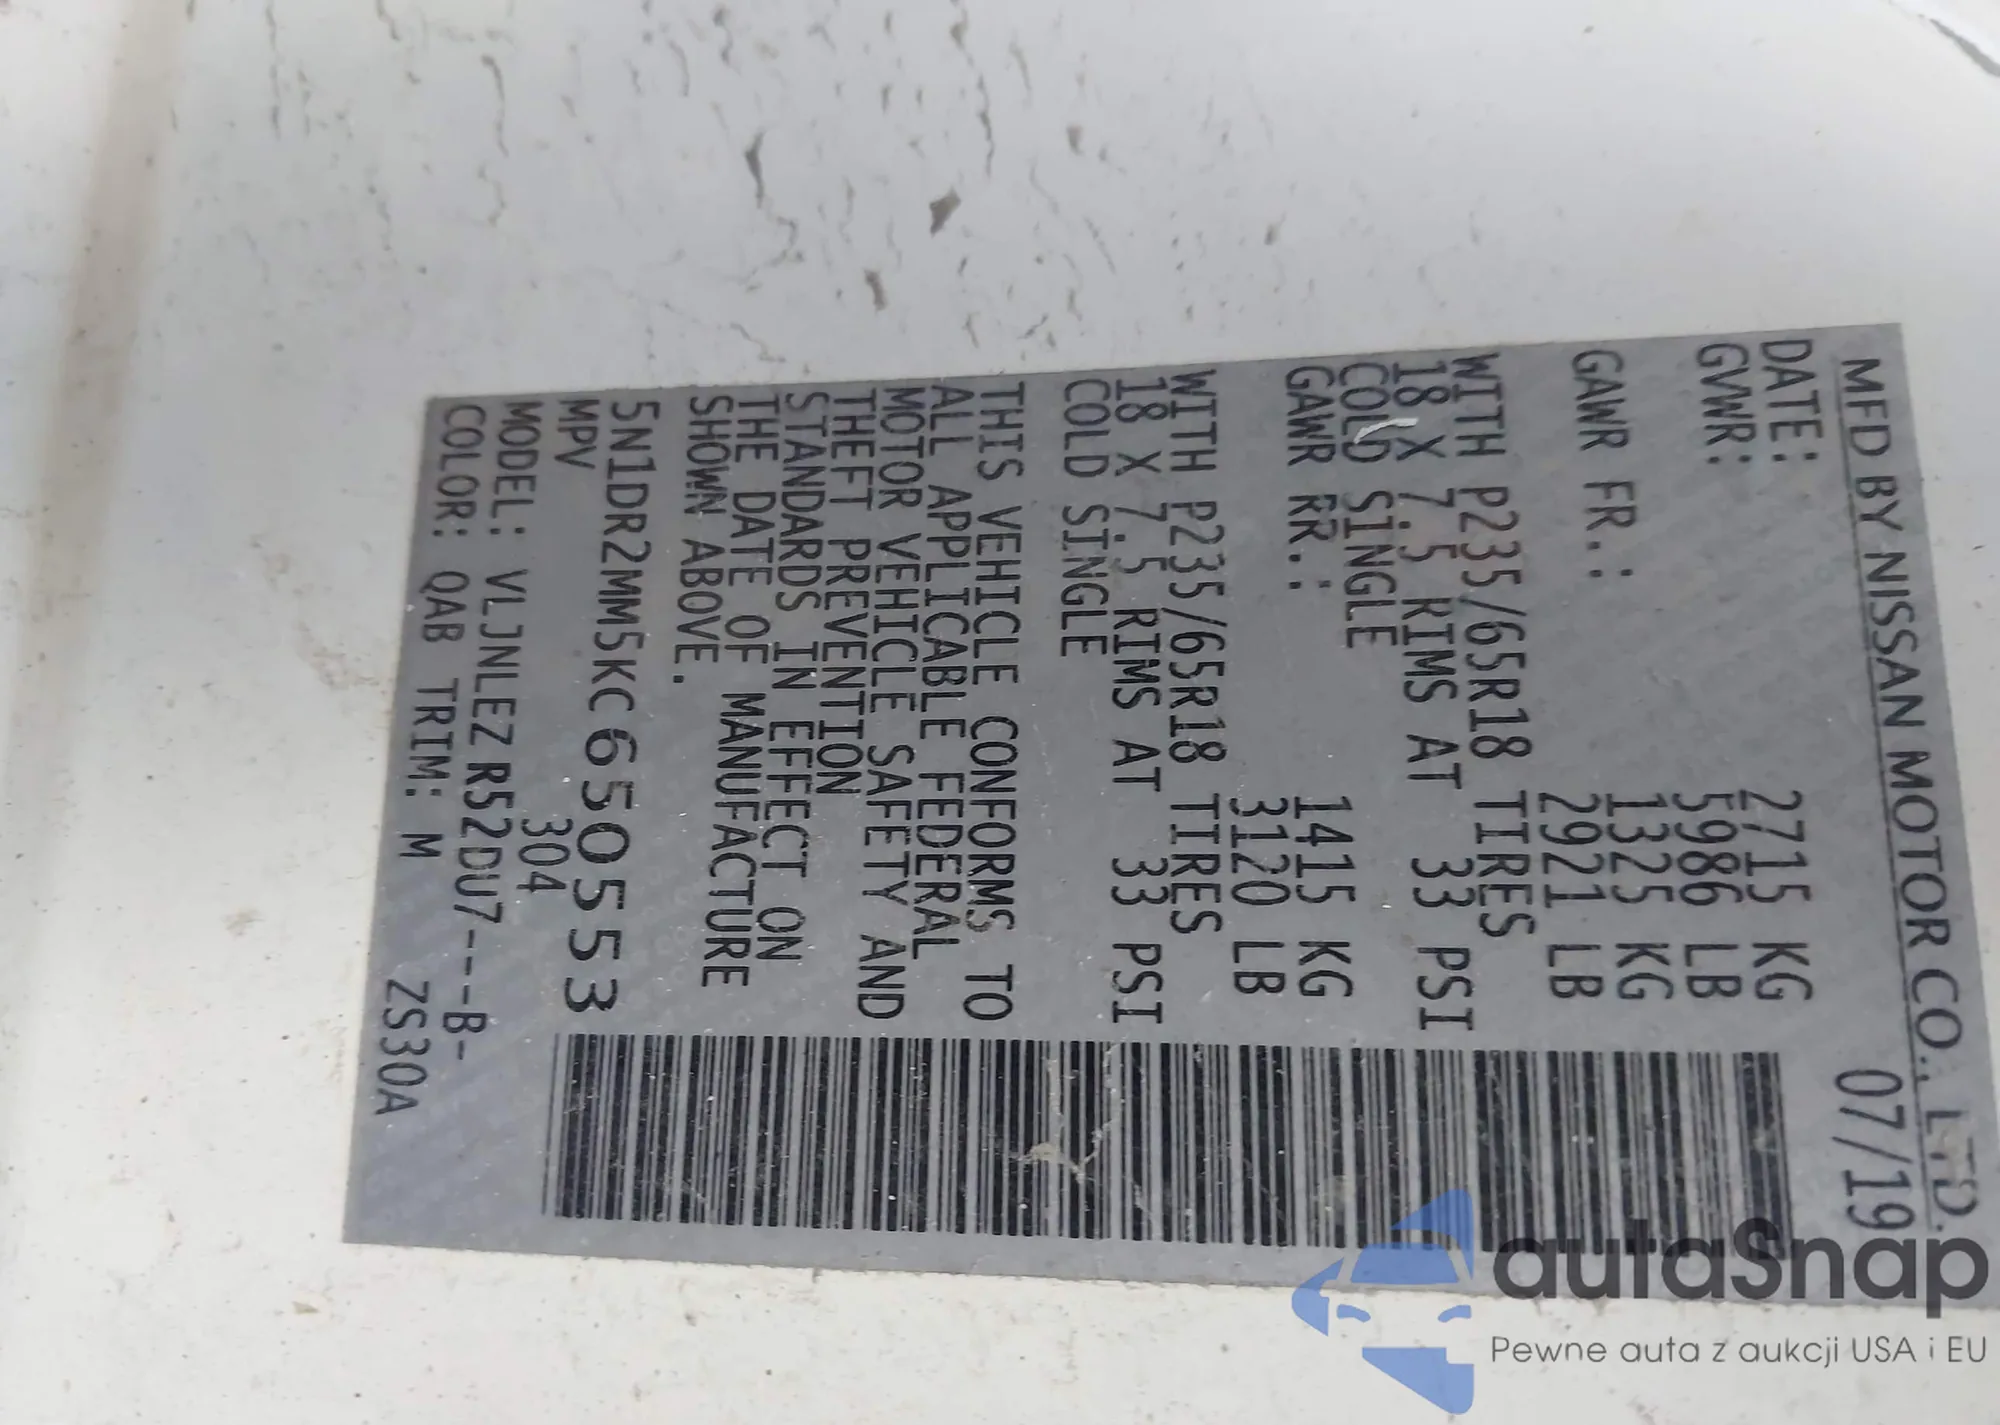 MFD BY NISSAN MOTOR CO., LTD.
DATE: 07/19
GVWR: 2715 KG
5986 LB
GAWR FR.: 1325 KG
2921 LB
WITH P235/65R18 TIRES
18 X 7.5 RIMS AT 33 PSI
COLD SINGLE
GAWR RR.: 1415 KG
3120 LB
WITH P235/65R18 TIRES
18 X 7.5 RIMS AT 33 PSI
COLD SINGLE
THIS VEHICLE CONFORMS TO
ALL APPLICABLE FEDERAL
MOTOR VEHICLE SAFETY AND
THEFT PREVENTION
STANDARDS IN EFFECT ON
THE DATE OF MANUFACTURE
SHOWN ABOVE.
5N1DR2MM5KC650553
MPV 304
MODEL: VLJNLEZ R52DU7---B-
COLOR: QAB TRIM: M ZS30A
autaSnap
Pewne auta z aukcji USA i EU